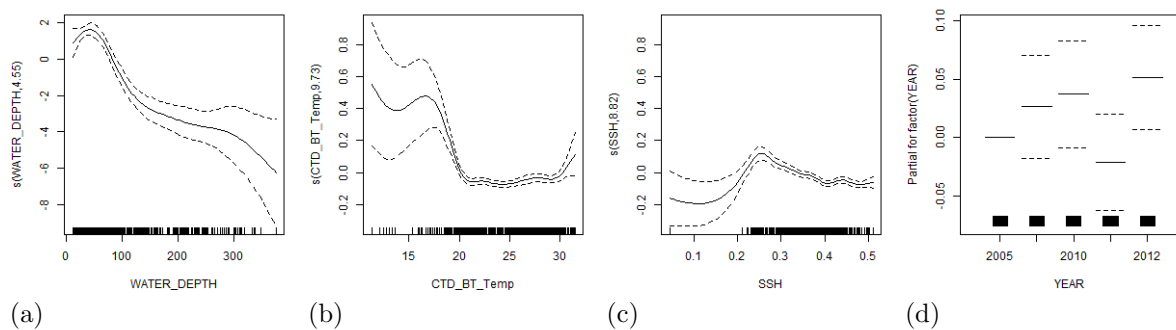 s(WATER_DEPTH,4.55)
2
0
-2
-4
-6
-8
0 100 200 300
WATER_DEPTH
(a)
s(CTD_BT_Temp,9.73)
0.8
0.6
0.4
0.2
0.0
-0.2
15 20 25 30
CTD_BT_Temp
(b)
s(SSH,8.82)
0.8
0.6
0.4
0.2
0.0
-0.2
0.1 0.2 0.3 0.4 0.5
SSH
(c)
Partial for factor(YEAR)
0.10
0.05
0.00
-0.05
2005 2010 2012
YEAR
(d)